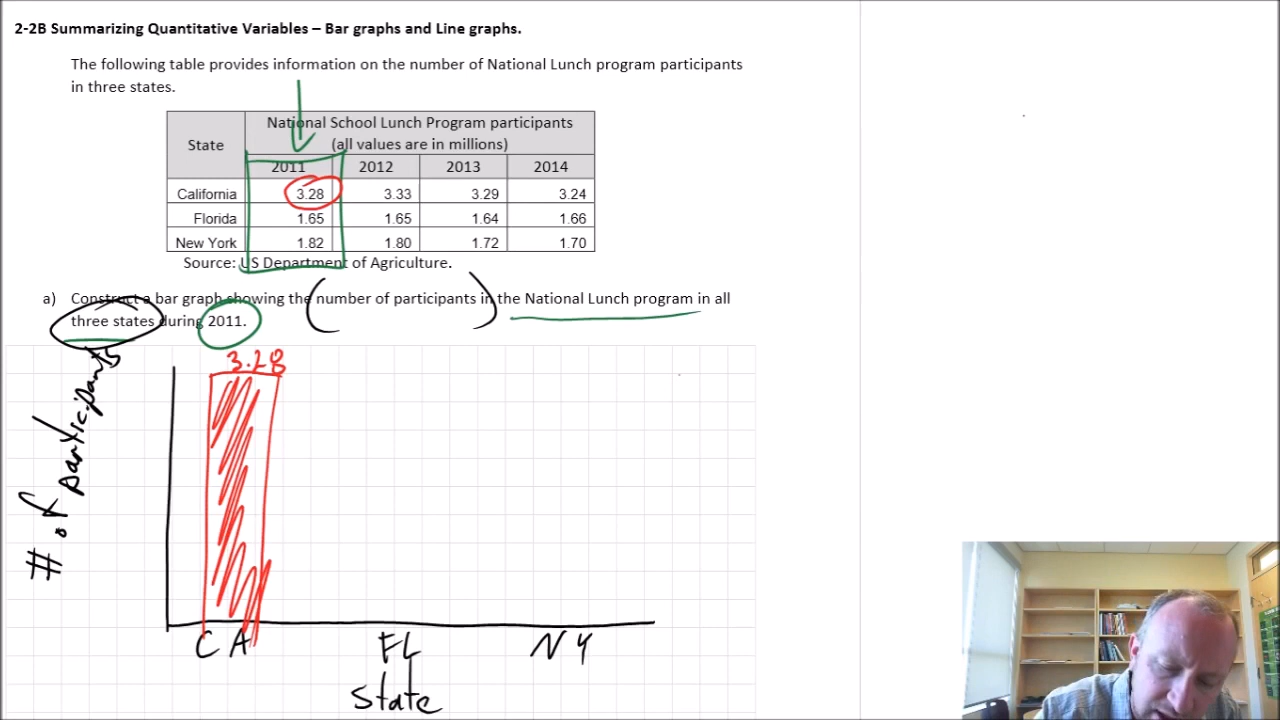 2-2B Summarizing Quantitative Variables – Bar graphs and Line graphs.
The following table provides information on the number of National Lunch program participants
in three states.
State
National School Lunch Program participants
(all values are in millions)
2011 2012 2013 2014
California 3.28 3.33 3.29 3.24
Florida 1.65 1.65 1.64 1.66
New York 1.82 1.80 1.72 1.70
Source: US Department of Agriculture.
a) Construct a bar graph showing the number of participants in the National Lunch program in all
three states during 2011.
3.28
# of participants
CA FL NY
State